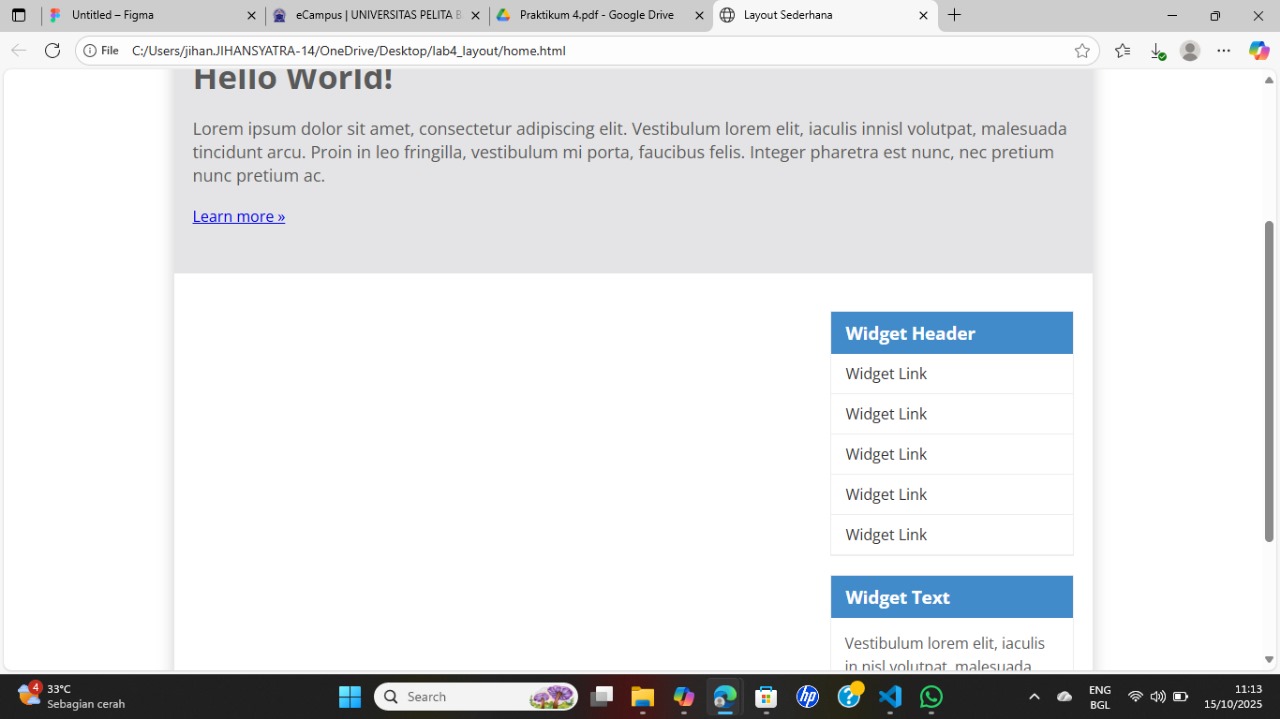 Untitled – Figma
eCampus | UNIVERSITAS PELITA B
Praktikum 4.pdf - Google Drive
Layout Sederhana
File
C:/Users/jihan.JIHANSYATRA-14/OneDrive/Desktop/lab4_layout/home.html
Hello World!
Lorem ipsum dolor sit amet, consectetur adipiscing elit. Vestibulum lorem elit, iaculis innisl volutpat, malesuada
tincidunt arcu. Proin in leo fringilla, vestibulum mi porta, faucibus felis. Integer pharetra est nunc, nec pretium
nunc pretium ac.
Learn more »
Widget Header
Widget Link
Widget Link
Widget Link
Widget Link
Widget Link
Widget Text
Vestibulum lorem elit, iaculis
in nisl volutpat, malesuada
4
33°C
Sebagian cerah
Search
hp
ENG
BGL
11:13
15/10/2025